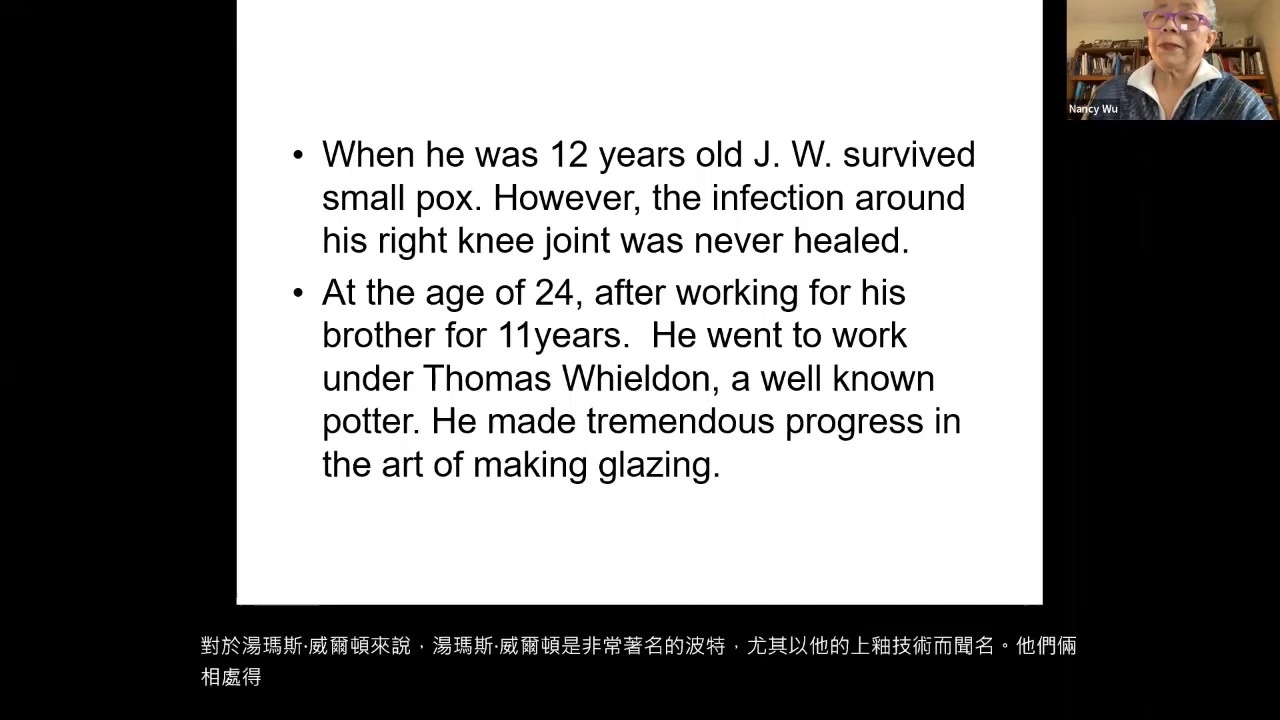 Nancy Wu
• When he was 12 years old J. W. survived
small pox. However, the infection around
his right knee joint was never healed.
• At the age of 24, after working for his
brother for 11years.  He went to work
under Thomas Whieldon, a well known
potter. He made tremendous progress in
the art of making glazing.
對於湯瑪斯·威爾頓來說，湯瑪斯·威爾頓是非常著名的波特，尤其以他的上釉技術而聞名。他們倆
相處得